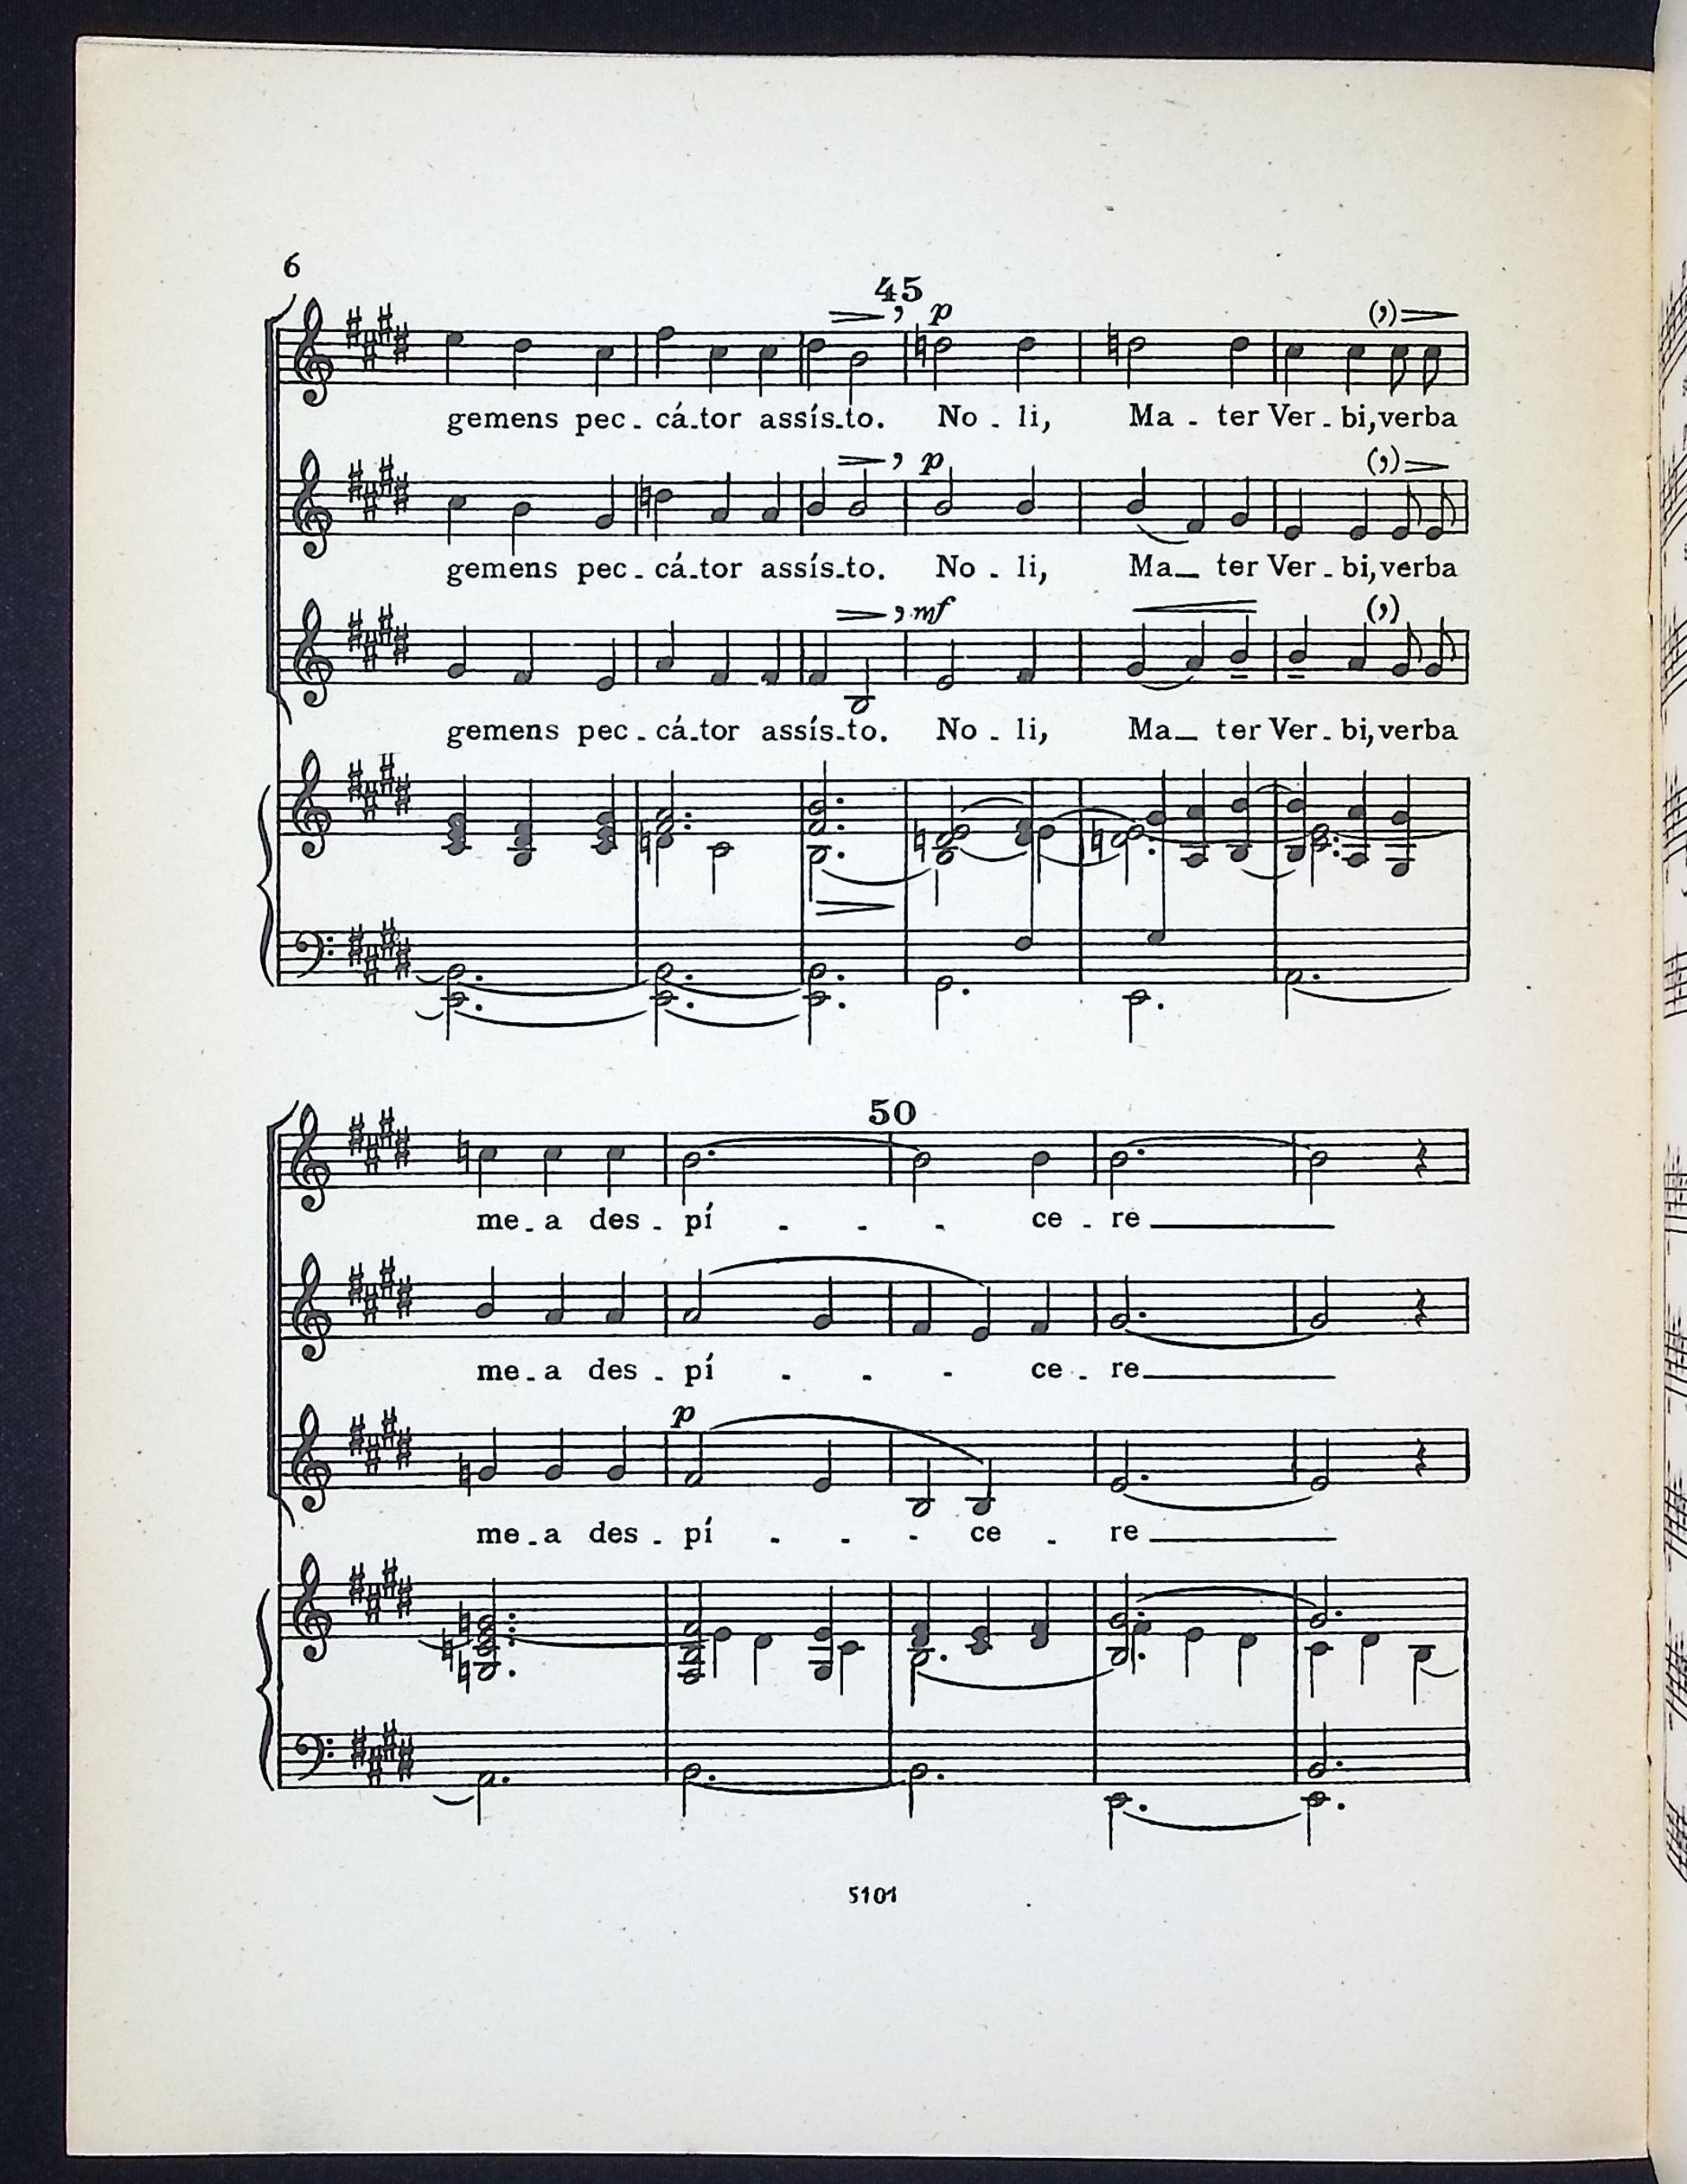 6
45
p
gemens pec - cá-tor assís-to. No - li, Ma - ter Ver - bi, verba
p
gemens pec - cá-tor assís-to. No - li, Ma_ ter Ver - bi, verba
mf
gemens pec - cá-tor assís-to. No - li, Ma_ ter Ver - bi, verba
50
me - a des - pí - - - ce - re
me - a des - pí - - - ce - re
p
me - a des - pí - - - ce - re
5101